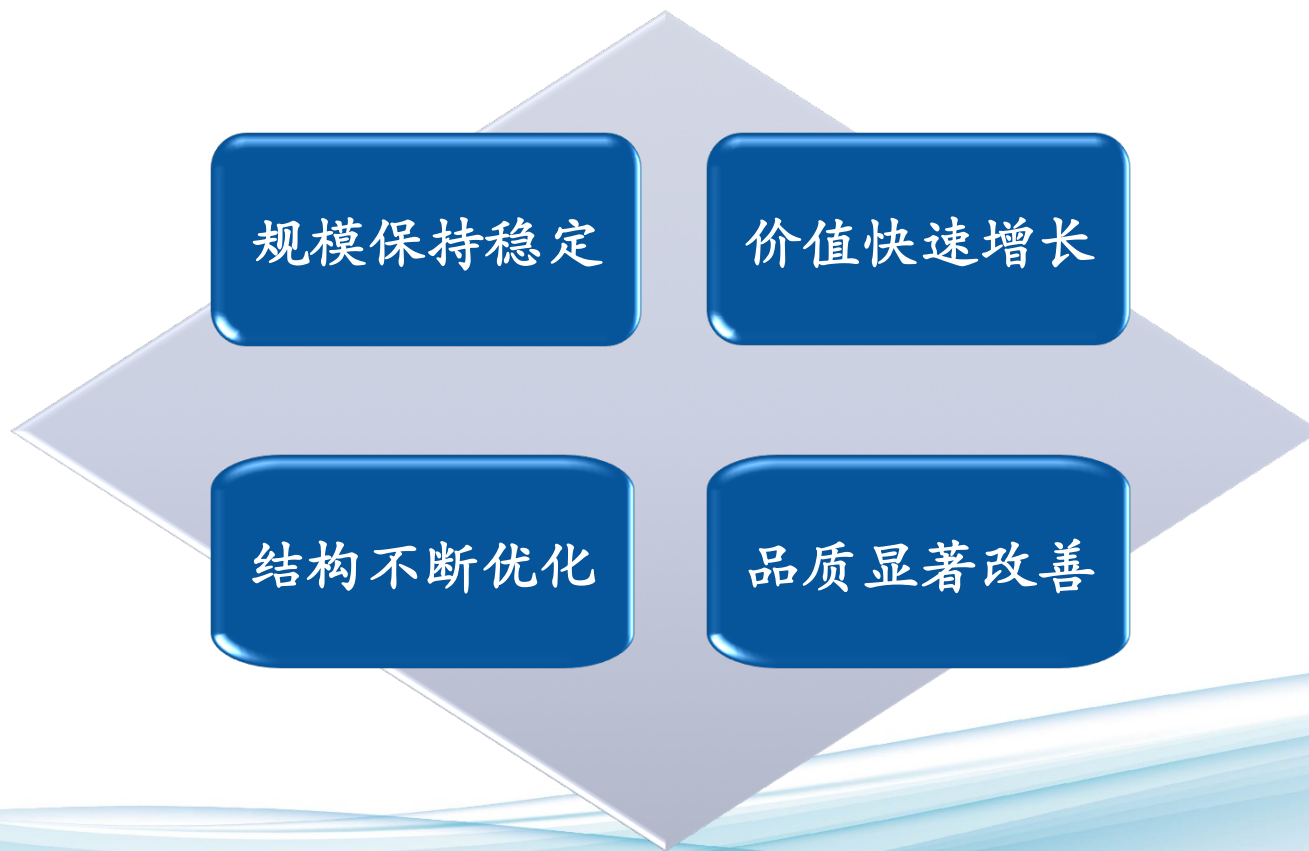 规模保持稳定
价值快速增长
结构不断优化
品质显著改善